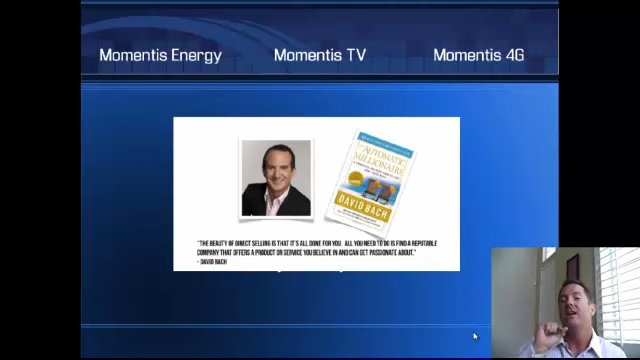 Momentis Energy Momentis TV Momentis 4G
AUTOMATIC
MILLIONAIRE
DAVID BACH
"THE BEAUTY OF DIRECT SELLING IS THAT IT'S ALL DONE FOR YOU. ALL YOU NEED TO DO IS FIND A REPUTABLE
COMPANY THAT OFFERS A PRODUCT OR SERVICE YOU BELIEVE IN AND CAN GET PASSIONATE ABOUT."
- DAVID BACH